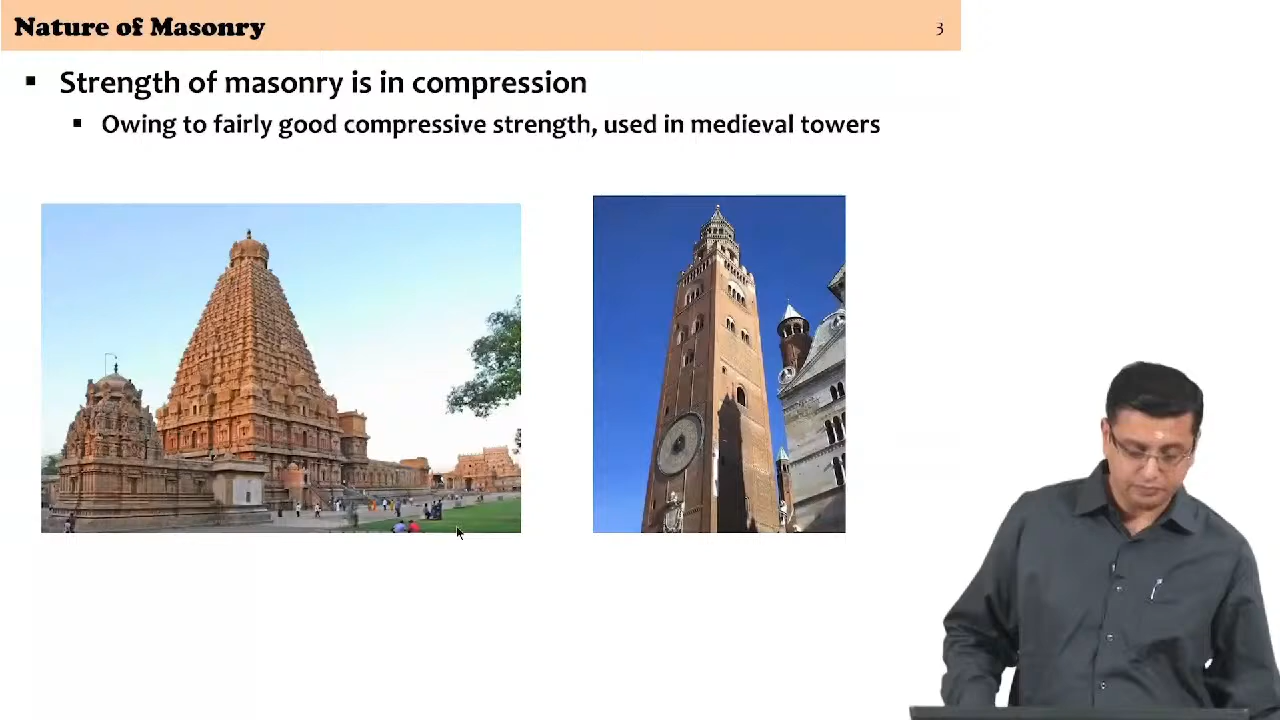 Nature of Masonry
3
▪ Strength of masonry is in compression
▪ Owing to fairly good compressive strength, used in medieval towers